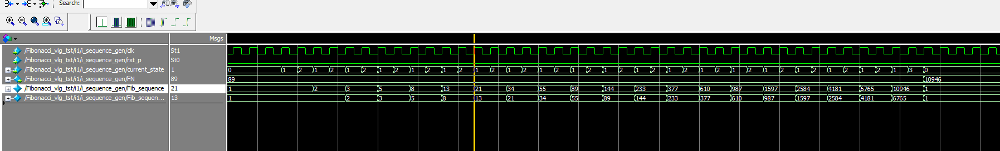 Search:
Msgs
/Fibonacci_vlg_tst/i1/i_sequence_gen/clk St1
/Fibonacci_vlg_tst/i1/i_sequence_gen/rst_p St0
/Fibonacci_vlg_tst/i1/i_sequence_gen/current_state 1 0 1 2 1 2 1 2 1 2 1 2 1 2 1 2 1 2 1 2 1 2 1 2 1 2 1 2 1 2 1 2 1 2 1 2 1 2 1 3 0
/Fibonacci_vlg_tst/i1/i_sequence_gen/FN 89 89 10946
/Fibonacci_vlg_tst/i1/i_sequence_gen/Fib_sequence 21 1 2 3 5 8 13 21 34 55 89 144 233 377 610 987 1597 2584 4181 6765 10946 1
/Fibonacci_vlg_tst/i1/i_sequence_gen/Fib_sequen... 13 1 2 3 5 8 13 21 34 55 89 144 233 377 610 987 1597 2584 4181 6765 1